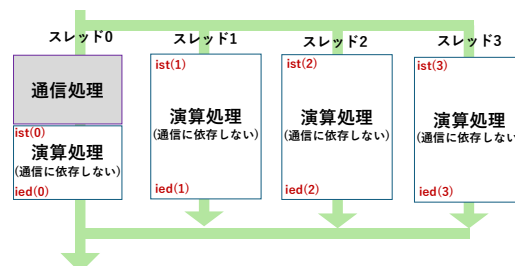 スレッド0
スレッド1
スレッド2
スレッド3
通信処理
ist(0)
演算処理
(通信に依存しない)
ied(0)
ist(1)
演算処理
(通信に依存しない)
ied(1)
ist(2)
演算処理
(通信に依存しない)
ied(2)
ist(3)
演算処理
(通信に依存しない
ied(3)